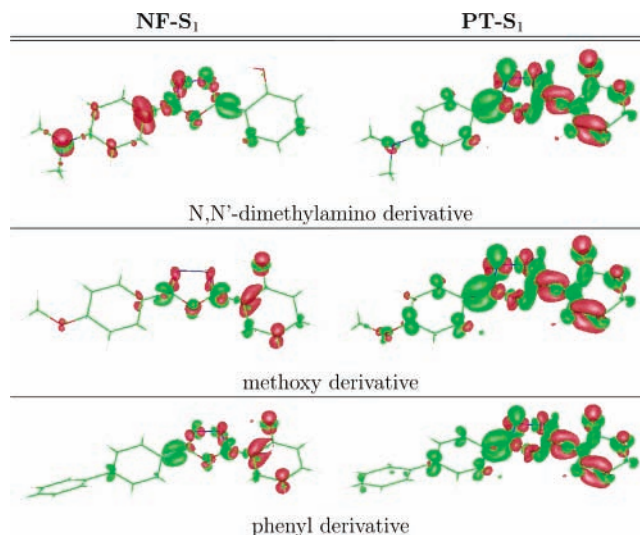 NF-S₁ PT-S₁
N,N'-dimethylamino derivative
methoxy derivative
phenyl derivative